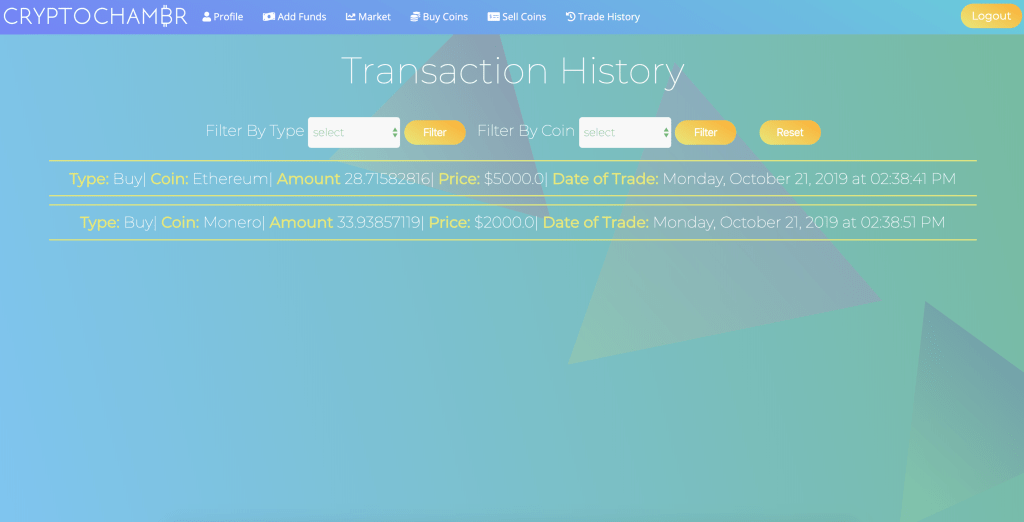 CRYPTOCHAMBR Profile Add Funds Market Buy Coins Sell Coins Trade History Logout
Transaction History
Filter By Type select Filter Filter By Coin select Filter Reset
Type: Buy| Coin: Ethereum| Amount 28.71582816| Price: $5000.0| Date of Trade: Monday, October 21, 2019 at 02:38:41 PM
Type: Buy| Coin: Monero| Amount 33.93857119| Price: $2000.0| Date of Trade: Monday, October 21, 2019 at 02:38:51 PM